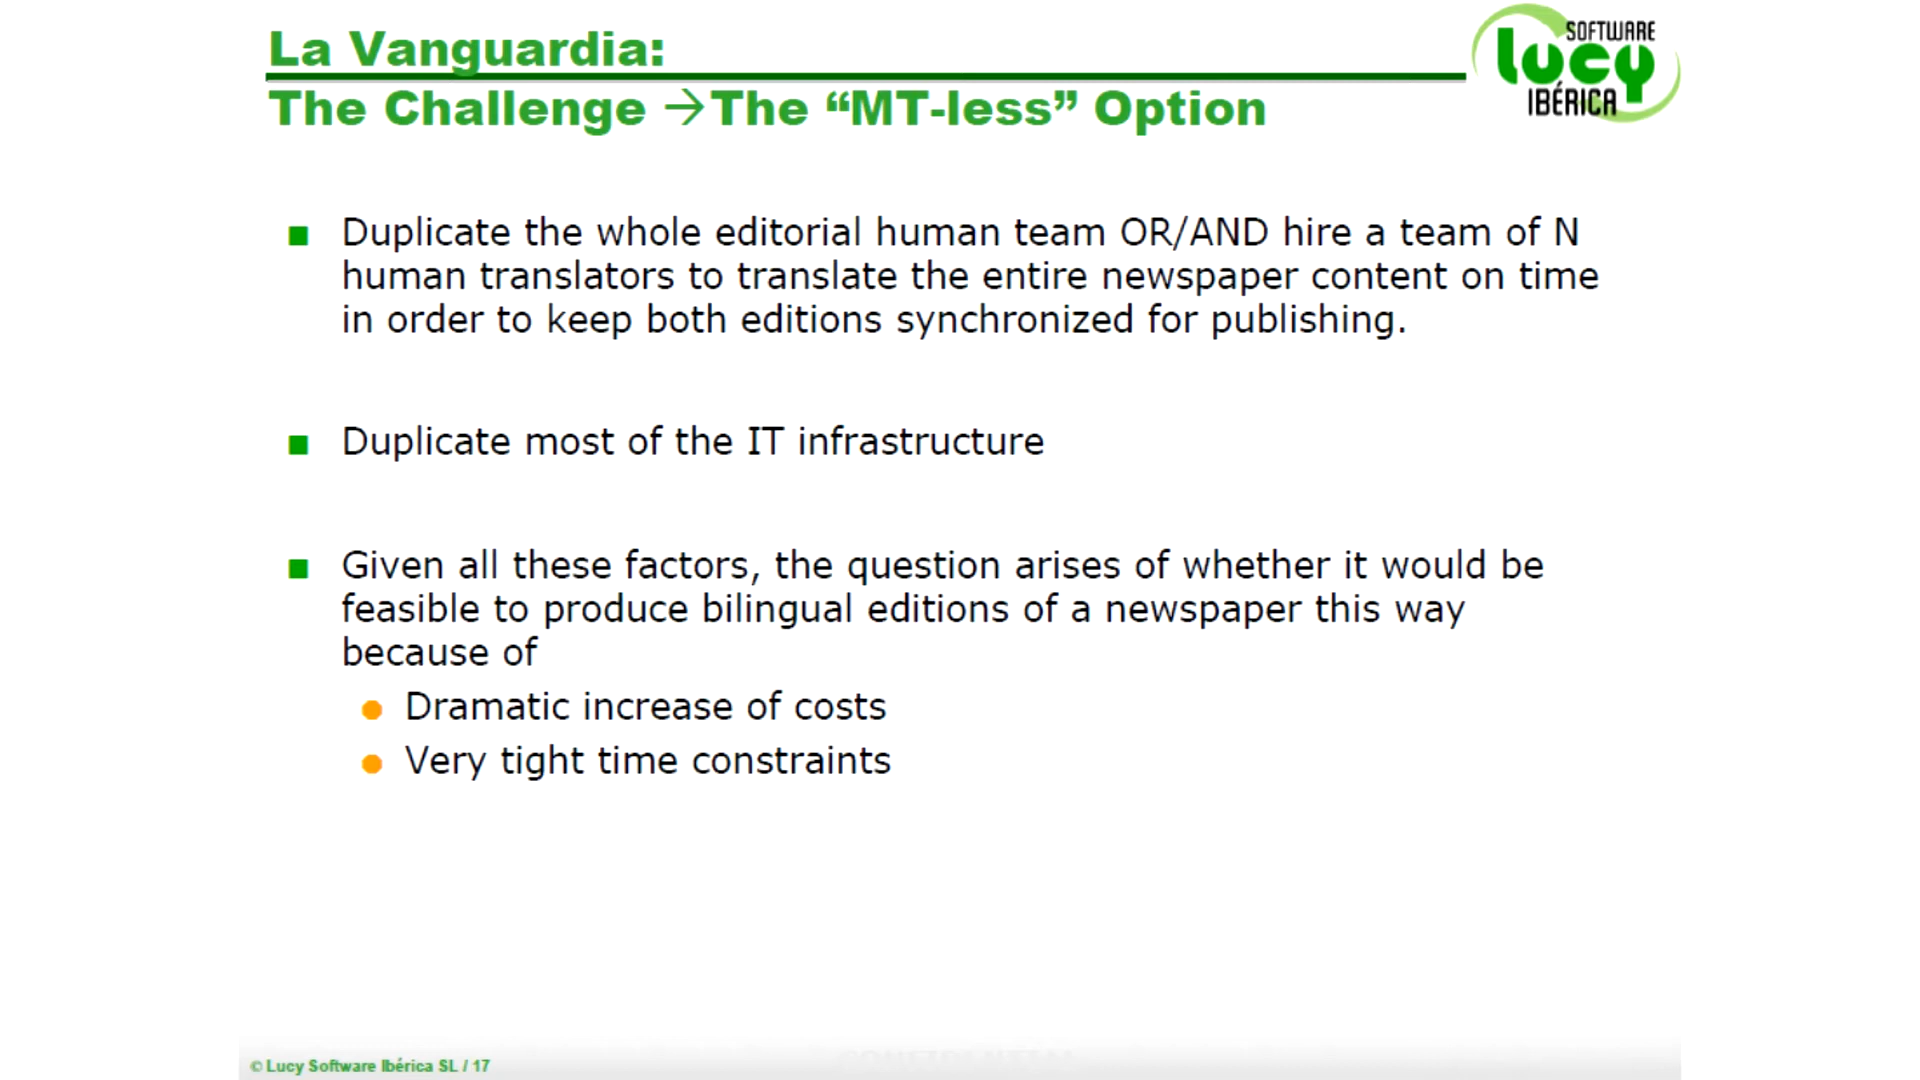 La Vanguardia:
The Challenge →The “MT-less” Option
SOFTWARE
LUCY
IBÉRICA
Duplicate the whole editorial human team OR/AND hire a team of N
human translators to translate the entire newspaper content on time
in order to keep both editions synchronized for publishing.
Duplicate most of the IT infrastructure
Given all these factors, the question arises of whether it would be
feasible to produce bilingual editions of a newspaper this way
because of
Dramatic increase of costs
Very tight time constraints
© Lucy Software Ibérica SL / 17